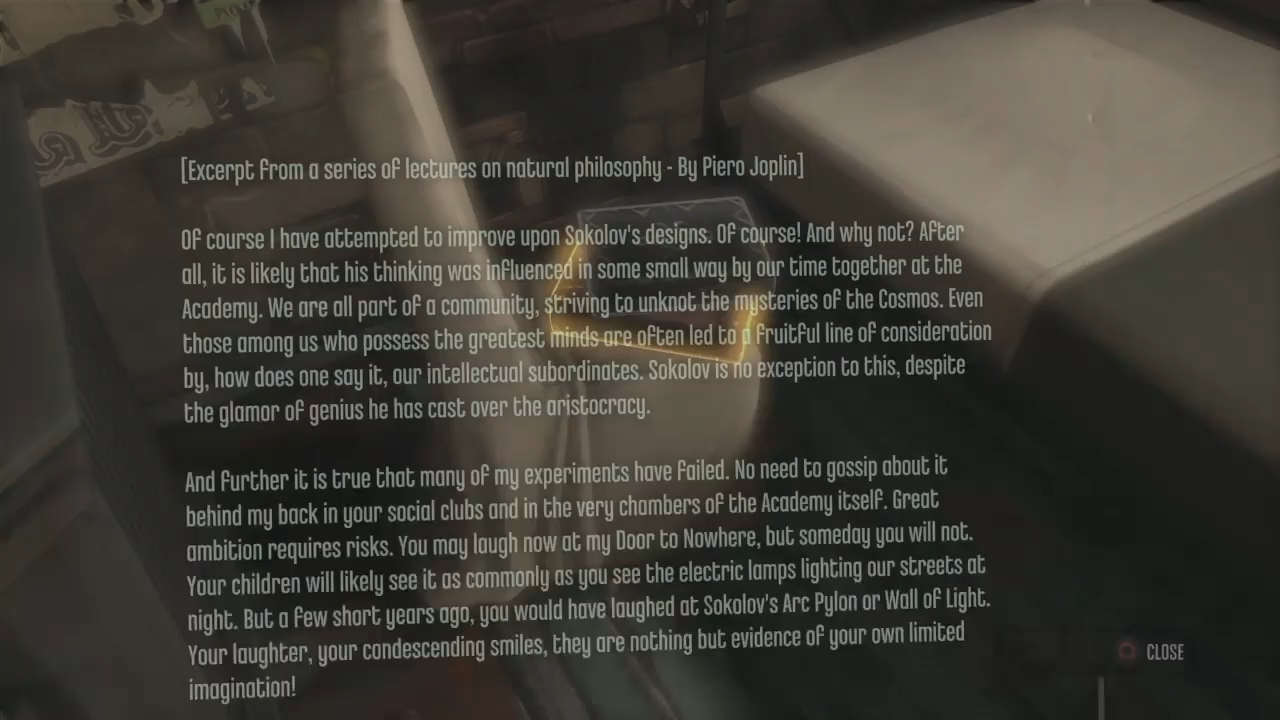 [Excerpt from a series of lectures on natural philosophy - By Piero Joplin]
Of course I have attempted to improve upon Sokolov's designs. Of course! And why not? After
all, it is likely that his thinking was influenced in some small way by our time together at the
Academy. We are all part of a community, striving to unknot the mysteries of the Cosmos. Even
those among us who possess the greatest minds are often led to a fruitful line of consideration
by, how does one say it, our intellectual subordinates. Sokolov is no exception to this, despite
the glamor of genius he has cast over the aristocracy.
And further it is true that many of my experiments have failed. No need to gossip about it
behind my back in your social clubs and in the very chambers of the Academy itself. Great
ambition requires risks. You may laugh now at my Door to Nowhere, but someday you will not.
Your children will likely see it as commonly as you see the electric lamps lighting our streets at
night. But a few short years ago, you would have laughed at Sokolov's Arc Pylon or Wall of Light.
Your laughter, your condescending smiles, they are nothing but evidence of your own limited
imagination!
CLOSE